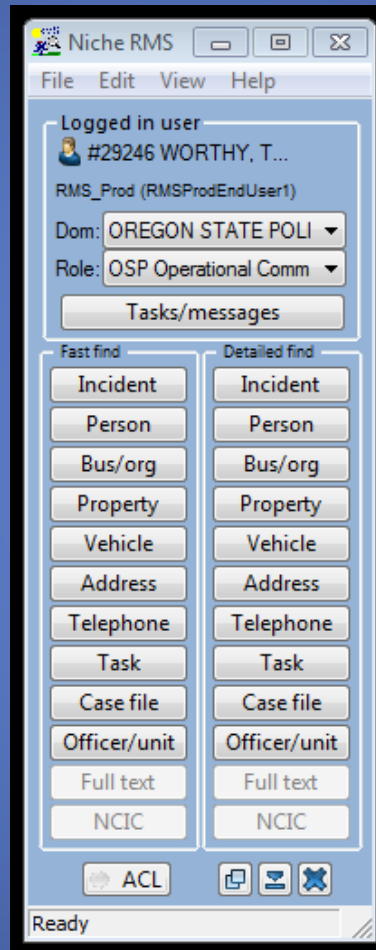 Niche RMS
File Edit View Help
Logged in user
#29246 WORTHY, T...
RMS_Prod (RMSProdEndUser1)
Dom: OREGON STATE POLI
Role: OSP Operational Comm
Tasks/messages
Fast find Detailed find
Incident Incident
Person Person
Bus/org Bus/org
Property Property
Vehicle Vehicle
Address Address
Telephone Telephone
Task Task
Case file Case file
Officer/unit Officer/unit
Full text Full text
NCIC NCIC
ACL
Ready